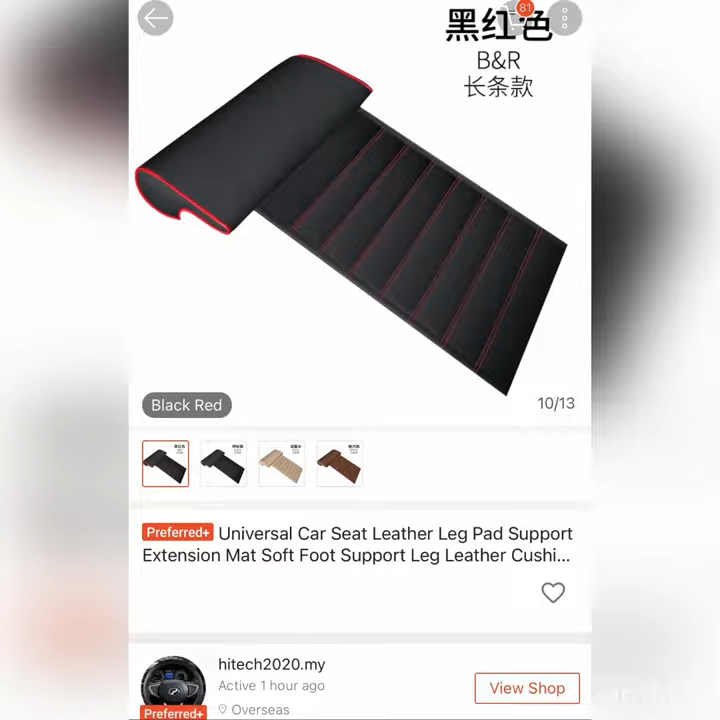 黑红色
81
B&R
长条款
Black Red
10/13
Preferred+ Universal Car Seat Leather Leg Pad Support
Extension Mat Soft Foot Support Leg Leather Cushi...
hitech2020.my
Active 1 hour ago
View Shop
Preferred+
Overseas